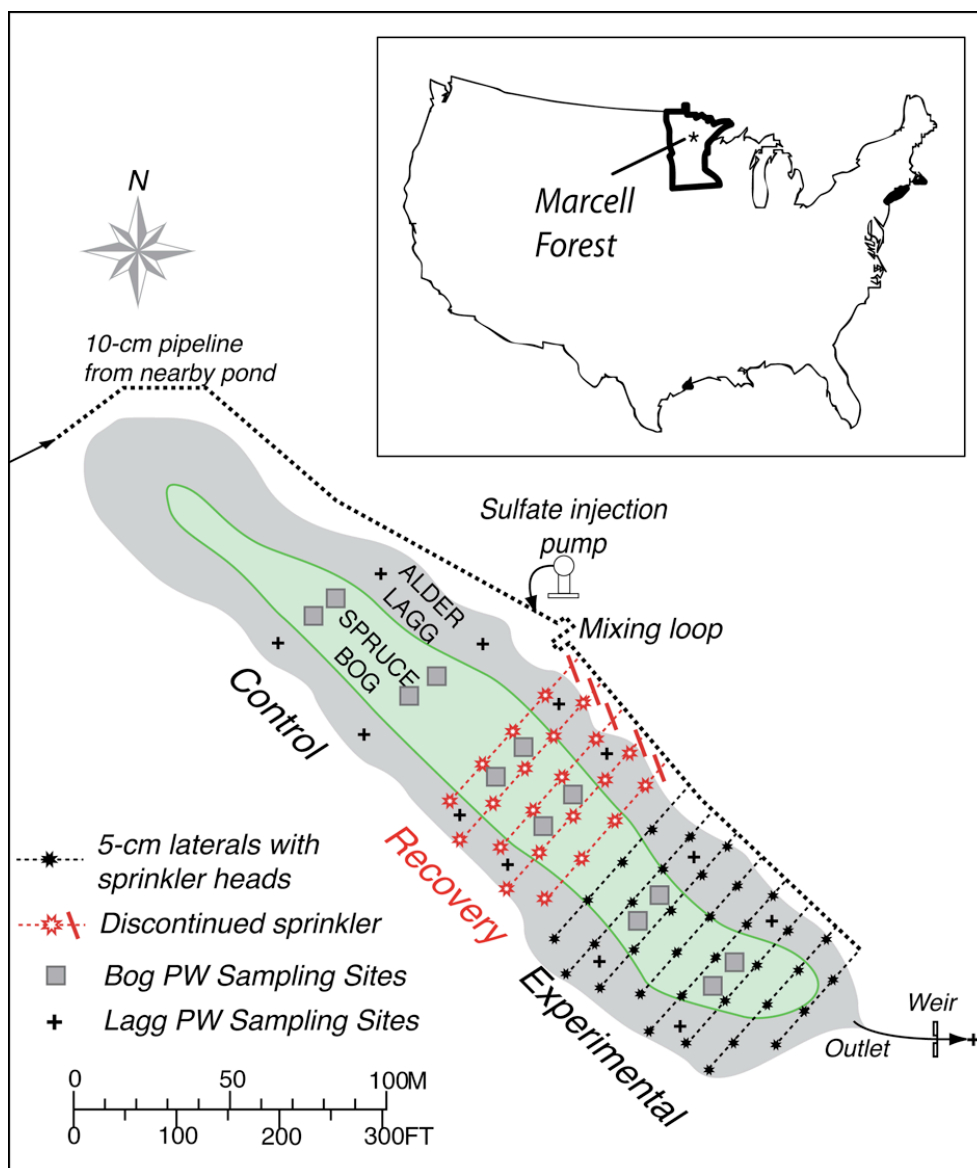 Marcell
Forest
*
N
10-cm pipeline
from nearby pond
Sulfate injection
pump
Mixing loop
ALDER
LAGG
SPRUCE
BOG
Control
Recovery
Experimental
5-cm laterals with
sprinkler heads
Discontinued sprinkler
Bog PW Sampling Sites
Lagg PW Sampling Sites
Weir
Outlet
0 50 100M
0 100 200 300FT